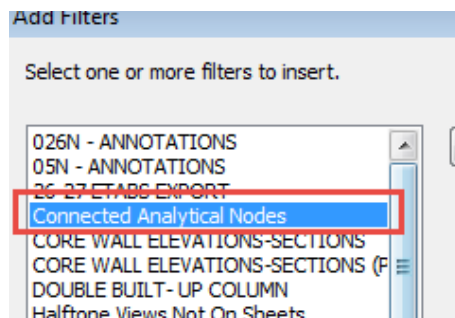 Add Filters
Select one or more filters to insert.
026N - ANNOTATIONS
05N - ANNOTATIONS
26-27 ETABS EXPORT
Connected Analytical Nodes
CORE WALL ELEVATIONS-SECTIONS
CORE WALL ELEVATIONS-SECTIONS (P
DOUBLE BUILT- UP COLUMN
Halftone Views Not On Sheets